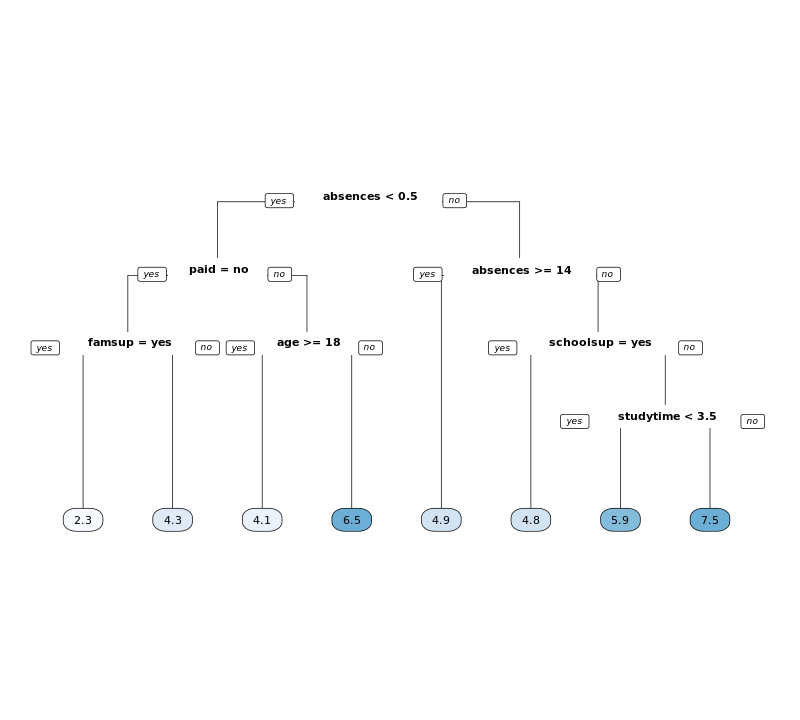 absences < 0.5
yes
no
paid = no
absences >= 14
yes
no
yes
no
famsup = yes
age >= 18
schoolsup = yes
yes
no
yes
no
yes
no
studytime < 3.5
yes
no
2.3
4.3
4.1
6.5
4.9
4.8
5.9
7.5